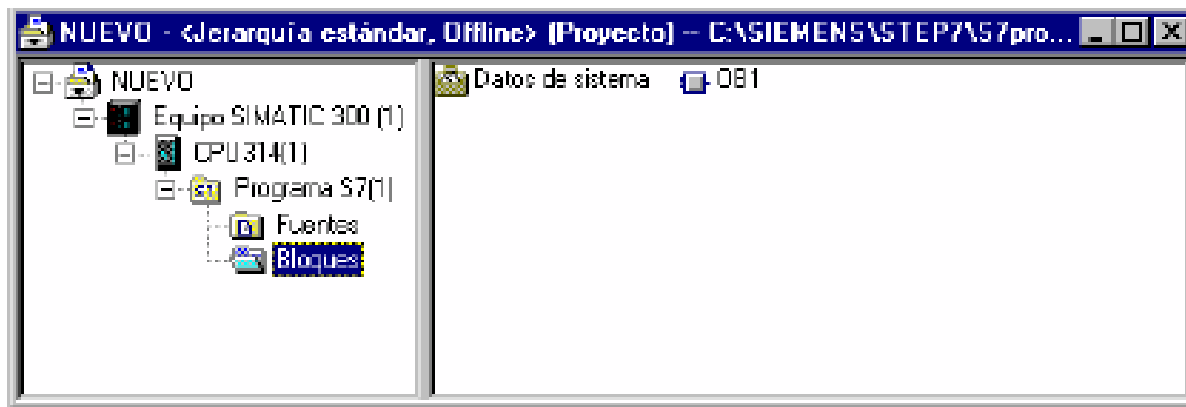 NUEVO - <Jerarquía estándar, Offline> (Proyecto) -- C:\SIEMENS\STEP7\S7pro...
NUEVO
Equipo SIMATIC 300 (1)
CPU 314(1)
Programa S7(1)
Fuentes
Bloques
Datos de sistema
OB1